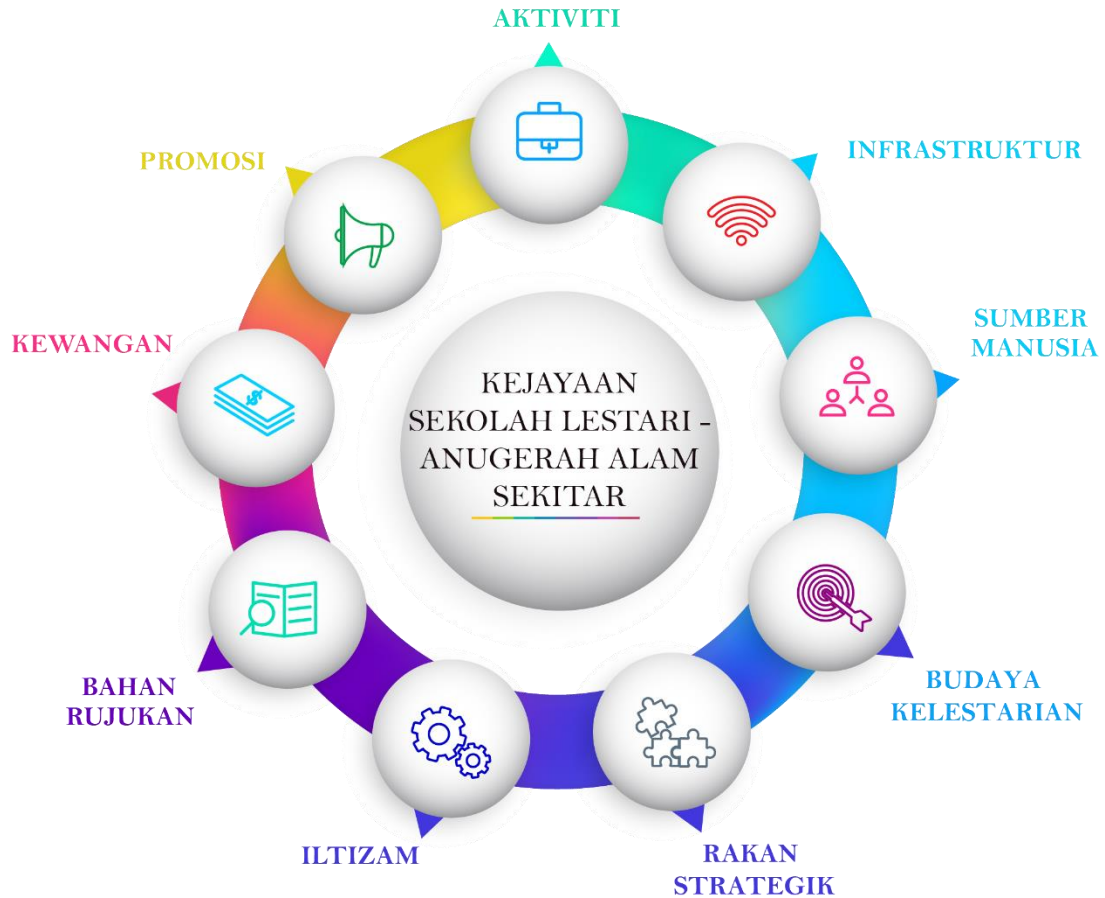 AKTIVITI
INFRASTRUKTUR
SUMBER
MANUSIA
BUDAYA
KELESTARIAN
RAKAN
STRATEGIK
ILTIZAM
BAHAN
RUJUKAN
KEWANGAN
PROMOSI
KEJAYAAN
SEKOLAH LESTARI -
ANUGERAH ALAM
SEKITAR
$